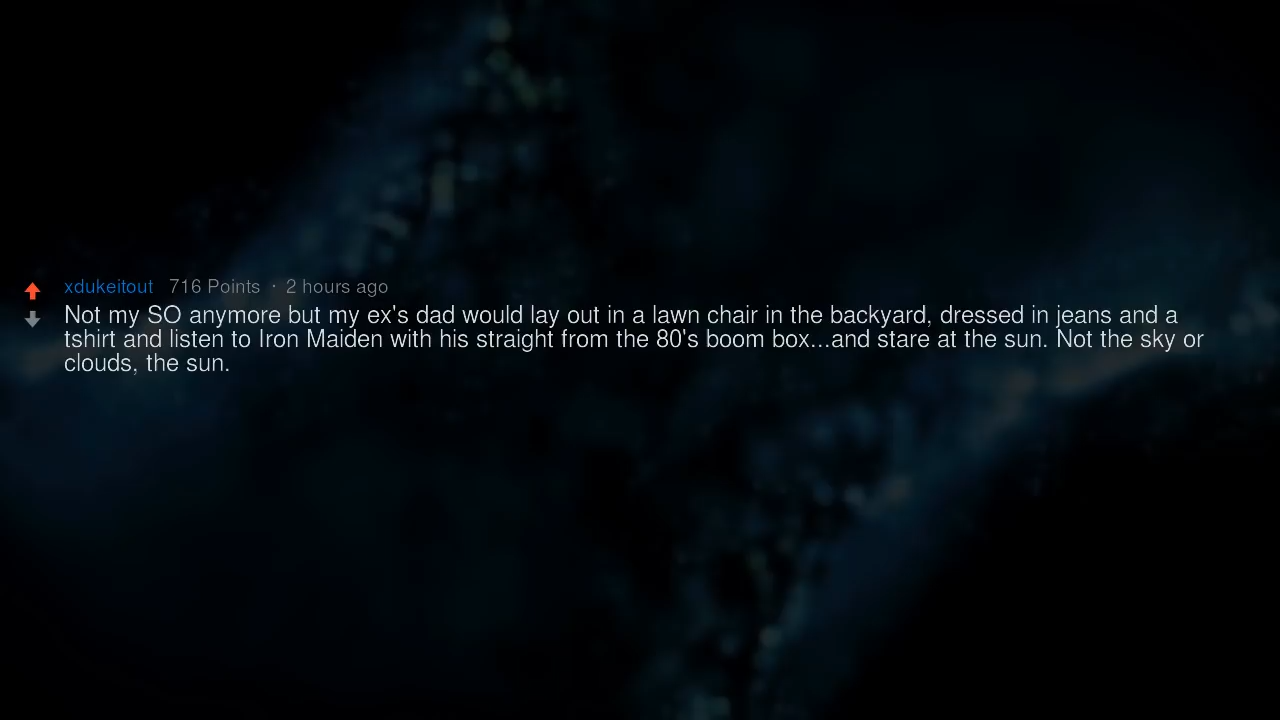 xdukeitout 716 Points · 2 hours ago
Not my SO anymore but my ex's dad would lay out in a lawn chair in the backyard, dressed in jeans and a
tshirt and listen to Iron Maiden with his straight from the 80's boom box...and stare at the sun. Not the sky or
clouds, the sun.